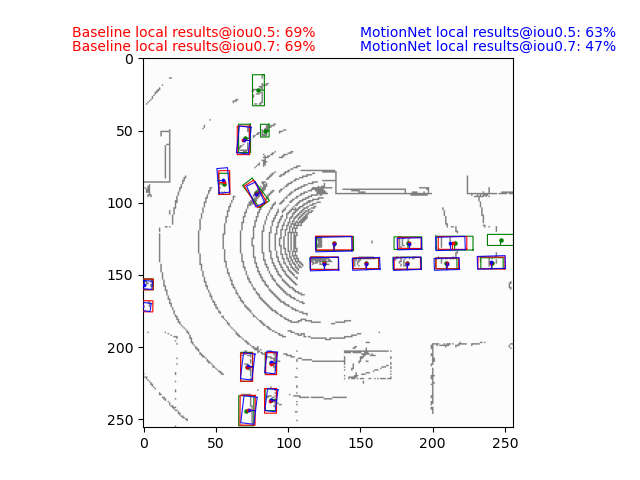 Baseline local results@iou0.5: 69%
MotionNet local results@iou0.5: 63%
Baseline local results@iou0.7: 69%
MotionNet local results@iou0.7: 47%
0
50
100
150
200
250
0 50 100 150 200 250